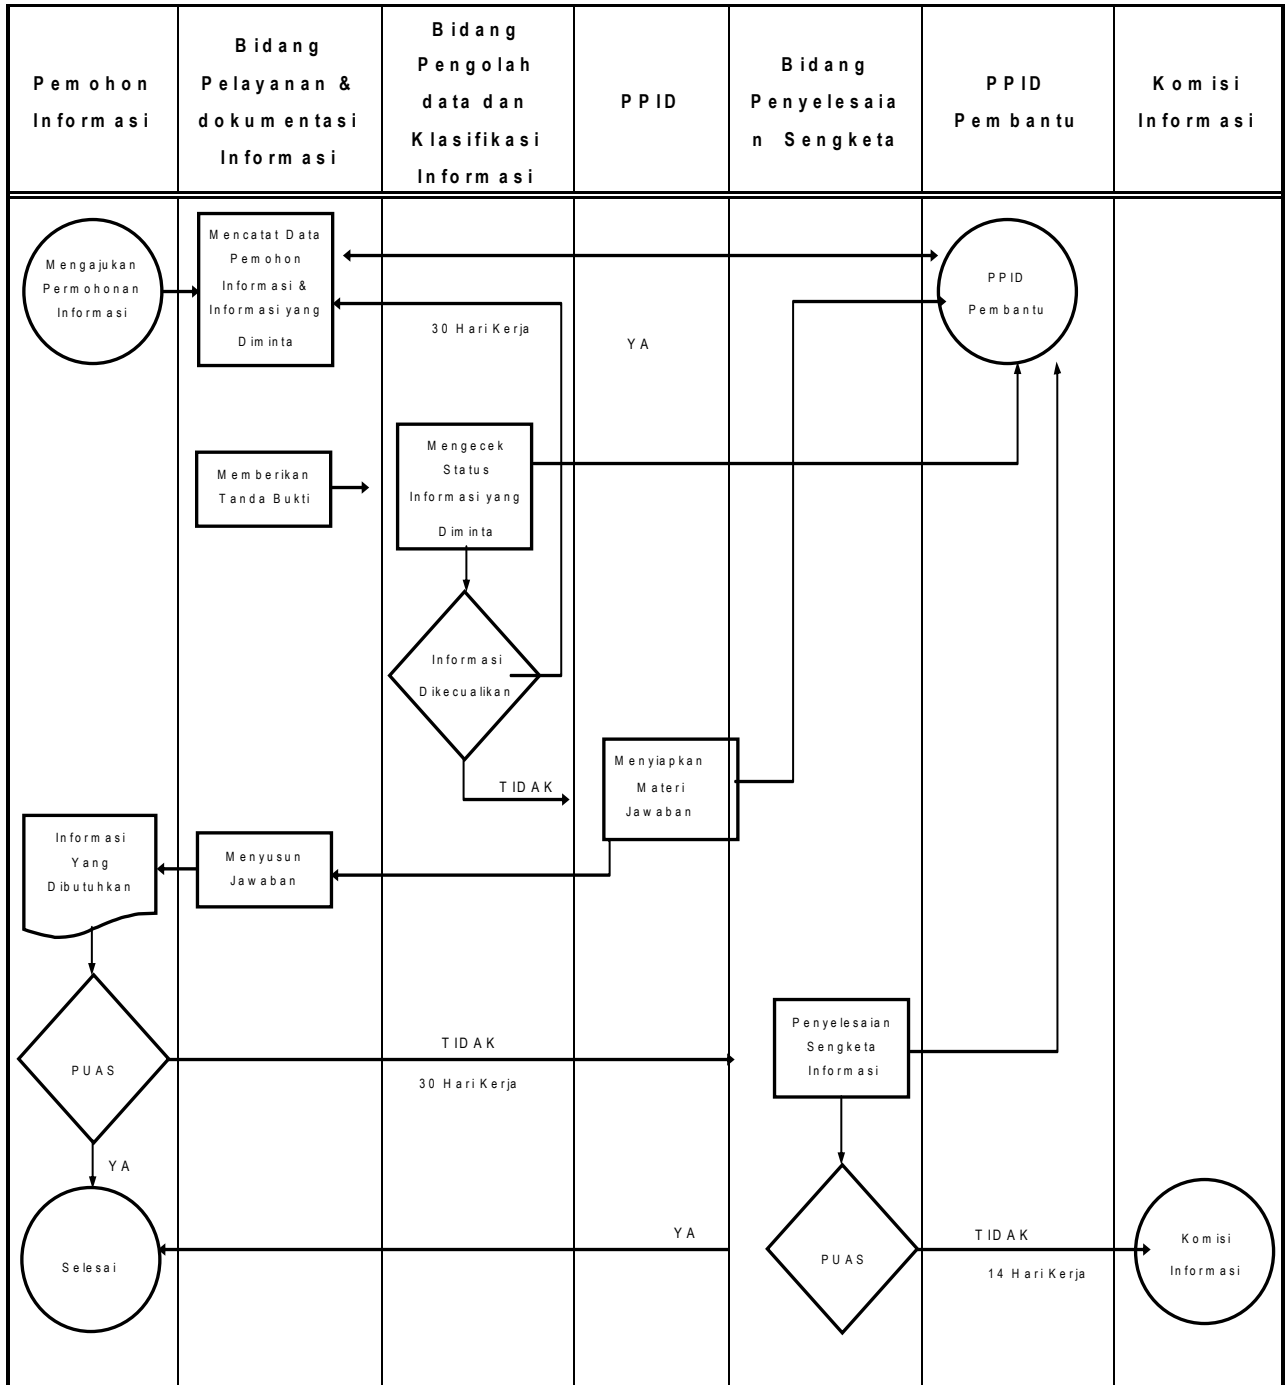 Pemohon
Informasi
Bidang
Pelayanan &
dokumentasi
Informasi
Bidang
Pengolah
data dan
Klasifikasi
Informasi
PPID
Bidang
Penyelesaia
n Sengketa
PPID
Pembantu
Komisi
Informasi
Mengajukan
Permohonan
Informasi
Mencatat Data
Pemohon
Informasi &
Informasi yang
Diminta
30 Hari Kerja
YA
PPID
Pembantu
Memberikan
Tanda Bukti
Mengecek
Status
Informasi yang
Diminta
Informasi
Dikecualikan
TIDAK
Menyiapkan
Materi
Jawaban
Informasi
Yang
Dibutuhkan
Menyusun
Jawaban
PUAS
TIDAK
30 Hari Kerja
Penyelesaian
Sengketa
Informasi
YA
Selesai
YA
PUAS
TIDAK
14 Hari Kerja
Komisi
Informasi